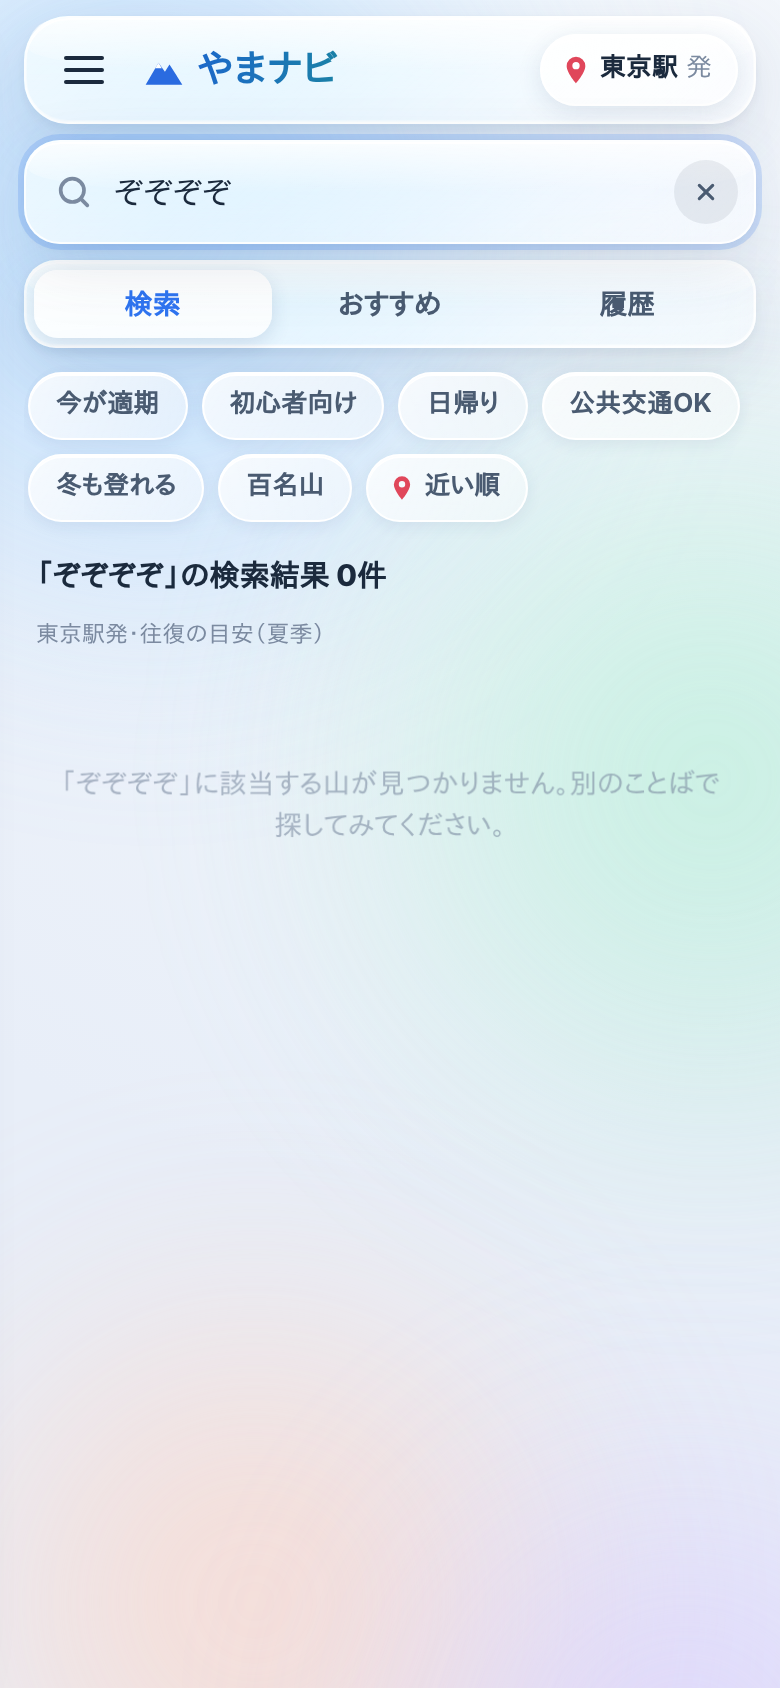 やまナビ
東京駅 発
ぞぞぞぞ
検索 おすすめ 履歴
今が適期 初心者向け 日帰り 公共交通OK
冬も登れる 百名山 近い順
「ぞぞぞぞ」の検索結果 0件
東京駅発・往復の目安（夏季）
「ぞぞぞぞ」に該当する山が見つかりません。別のことばで
探してみてください。